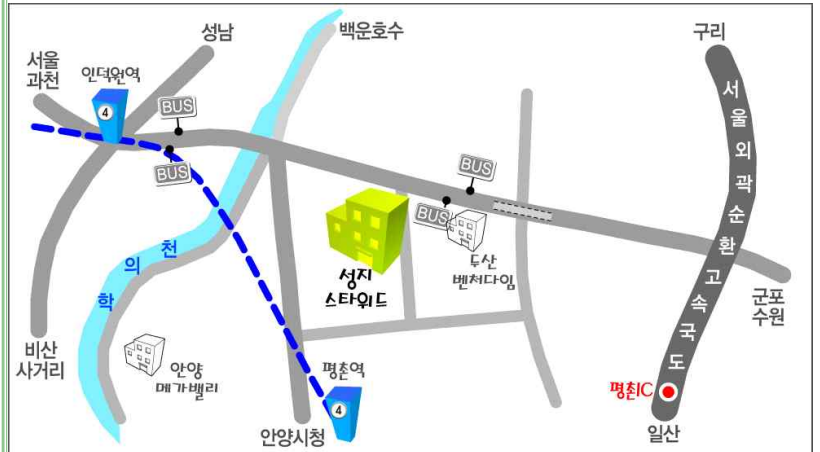 성남
백운호수
구리
서울
과천
인덕원역
4
BUS
BUS
BUS
BUS
서울외곽순환고속국도
학의천
성지
스타위드
두산
벤처다임
군포
수원
비산
사거리
안양
메가밸리
평촌역
4
평촌IC
안양시청
일산